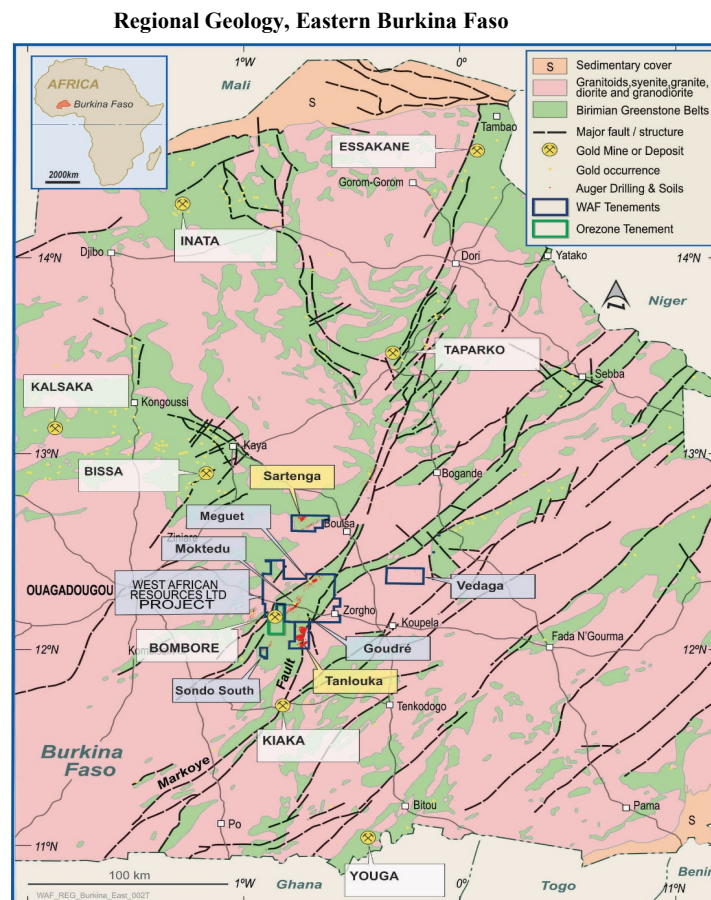 Regional Geology, Eastern Burkina Faso
1°W
0°
AFRICA
Burkina Faso
2000km
Mali
S
S Sedimentary cover
Granitoids,syenite,granite,
diorite and granodiorite
Birimian Greenstone Belts
Major fault / structure
Gold Mine or Deposit
Gold occurrence
Auger Drilling & Soils
WAF Tenements
Orezone Tenement
Tambao
ESSAKANE
Gorom-Gorom
INATA
14°N
Djibo
Dori
Yatako
14°N
Niger
TAPARKO
Sebba
KALSAKA
Kongoussi
13°N
Kaya
13°N
BISSA
Bogande
Sartenga
Meguet
Boulsa
Ziniare
Moktedu
Vedaga
OUAGADOUGOU
WEST AFRICAN
RESOURCES LTD
PROJECT
Zorgho
Koupela
BOMBORE
Goudré
Fada N'Gourma
12°N
12°N
Sondo South
Tanlouka
Fault
Tenkodogo
KIAKA
Burkina
Faso
Markoye
Po
Bitou
Pama
S
11°N
11°N
YOUGA
100 km
1°W
Ghana
0°
Togo
Benin
WAF_REG_Burkina_East_002T